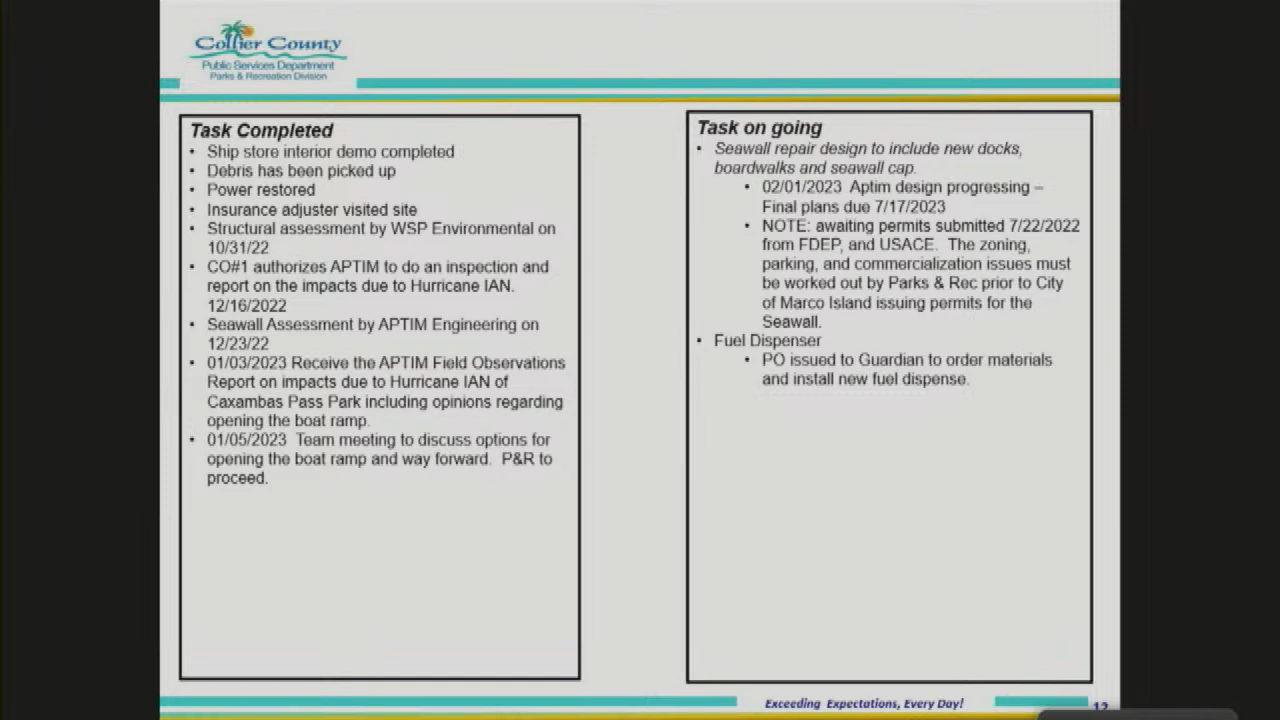 Collier County
Public Services Department
Parks & Recreation Division
Task Completed
• Ship store interior demo completed
• Debris has been picked up
• Power restored
• Insurance adjuster visited site
• Structural assessment by WSP Environmental on
10/31/22
• CO#1 authorizes APTIM to do an inspection and
report on the impacts due to Hurricane IAN.
12/16/2022
• Seawall Assessment by APTIM Engineering on
12/23/22
• 01/03/2023 Receive the APTIM Field Observations
Report on impacts due to Hurricane IAN of
Caxambas Pass Park including opinions regarding
opening the boat ramp.
• 01/05/2023  Team meeting to discuss options for
opening the boat ramp and way forward.  P&R to
proceed.
Task on going
• Seawall repair design to include new docks,
boardwalks and seawall cap.
• 02/01/2023  Aptim design progressing –
Final plans due 7/17/2023
• NOTE: awaiting permits submitted 7/22/2022
from FDEP, and USACE.  The zoning,
parking, and commercialization issues must
be worked out by Parks & Rec prior to City
of Marco Island issuing permits for the
Seawall.
• Fuel Dispenser
• PO issued to Guardian to order materials
and install new fuel dispense.
Exceeding Expectations, Every Day!
12